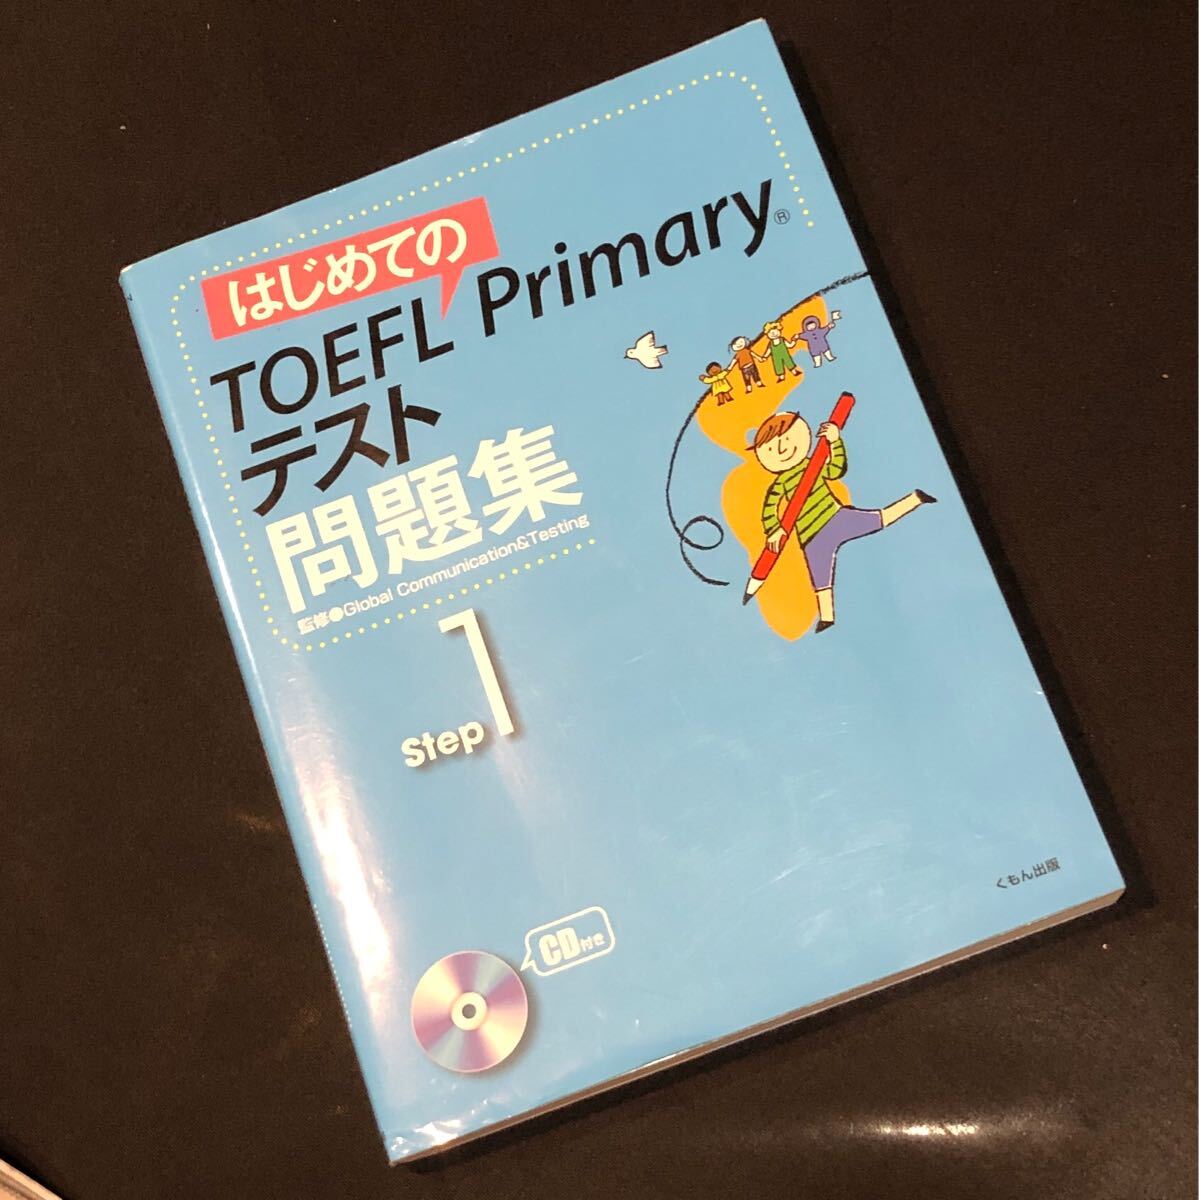 はじめての
TOEFL Primary®
テスト
問題集
監修●Global Communication&Testing
Step 1
CD付き
くもん出版